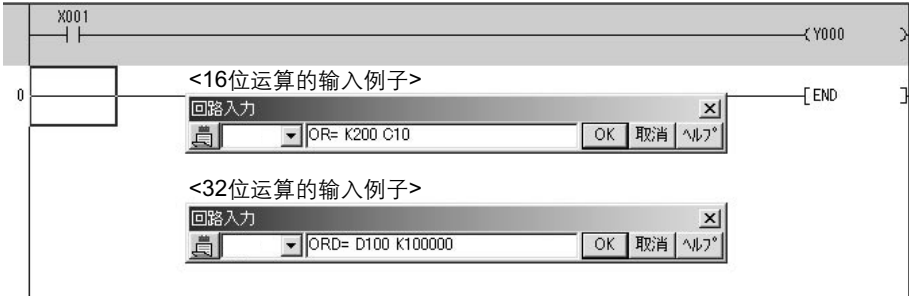 X001
Y000
<16位运算的输入例子>
0
END
回路入力
OR= K200 C10 OK 取消 ヘルプ
<32位运算的输入例子>
回路入力
ORD= D100 K100000 OK 取消 ヘルプ